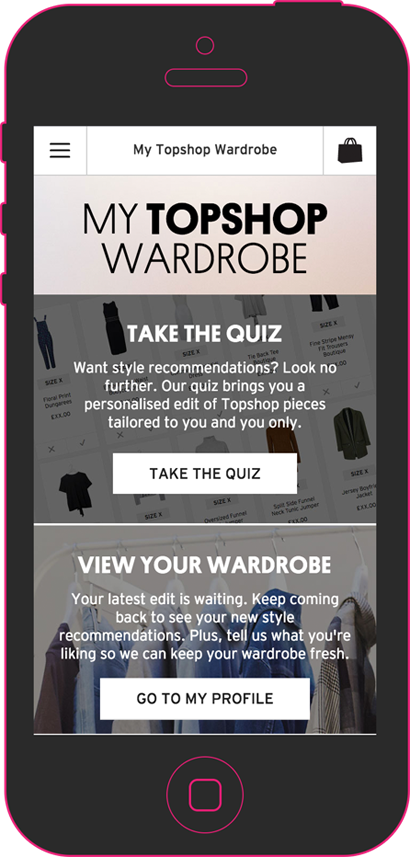 My Topshop Wardrobe
MY TOPSHOP
WARDROBE
TAKE THE QUIZ
Want style recommendations? Look no
further. Our quiz brings you a
personalised edit of Topshop pieces
tailored to you and you only.
TAKE THE QUIZ
SIZE X
Floral Print
Dungarees
£XX.00
SIZE X
Tie Back Tee
Boutique
SIZE X
Fine Stripe Menay
Fit Trousers
Boutique
£XX.00
SIZE X
SIZE X
Oversized Funnel
SIZE X
Split Side Funnel
Neck Tunic Jumper
SIZE X
Jersey Boyfri
Jacket
£XX.00
VIEW YOUR WARDROBE
Your latest edit is waiting. Keep coming
back to see your new style
recommendations. Plus, tell us what you're
liking so we can keep your wardrobe fresh.
GO TO MY PROFILE